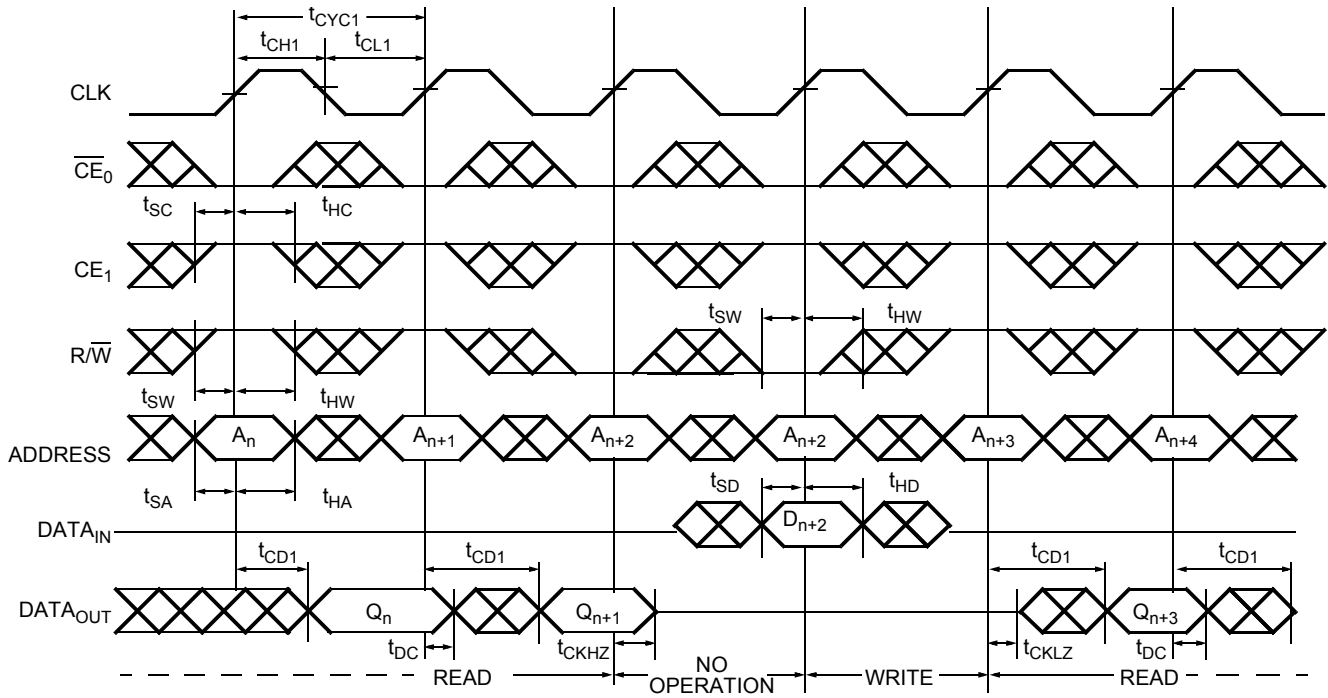 tCYC1
tCH1 tCL1
CLK
CE0
tSC tHC
CE1
tSW tHW
R/W
tSW tHW
An An+1 An+2 An+2 An+3 An+4
ADDRESS
tSA tHA tSD tHD
DATAIN Dn+2
tCD1 tCD1 tCD1 tCD1
DATAOUT Qn Qn+1 Qn+3
tDC tCKHZ tCKLZ tDC
READ NO OPERATION WRITE READ